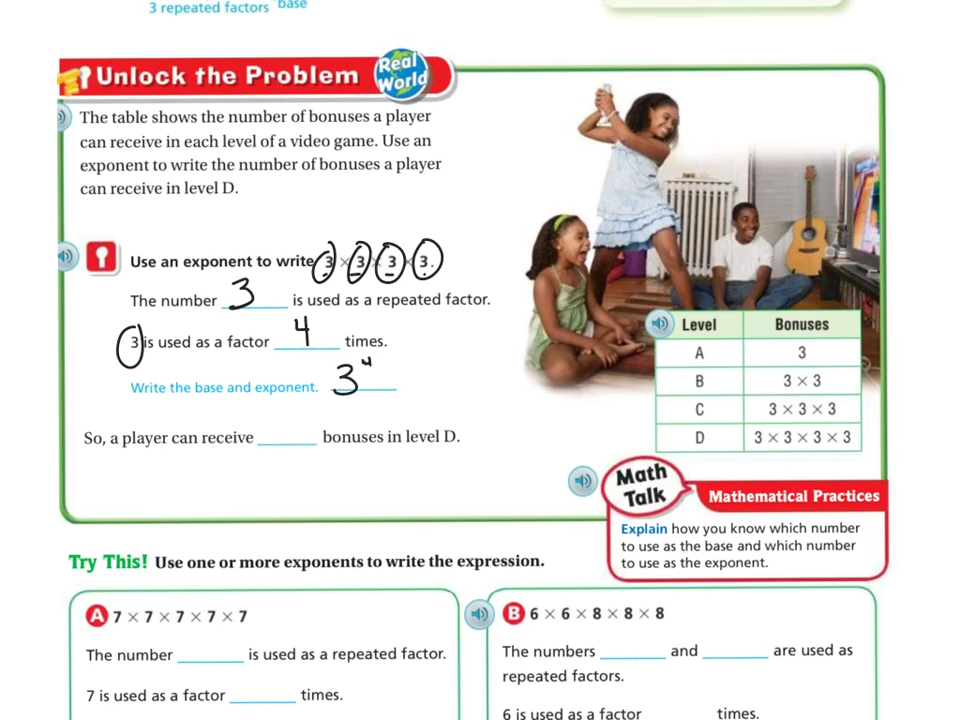 3 repeated factors base
Unlock the Problem
Real World
The table shows the number of bonuses a player
can receive in each level of a video game. Use an
exponent to write the number of bonuses a player
can receive in level D.
Use an exponent to write 3 × 3 × 3 × 3.
The number 3 is used as a repeated factor.
3 is used as a factor 4 times.
Write the base and exponent. 3⁴
So, a player can receive ______ bonuses in level D.
Level Bonuses
A 3
B 3 × 3
C 3 × 3 × 3
D 3 × 3 × 3 × 3
Math Talk
Mathematical Practices
Explain how you know which number
to use as the base and which number
to use as the exponent.
Try This! Use one or more exponents to write the expression.
A 7 × 7 × 7 × 7 × 7
The number ______ is used as a repeated factor.
7 is used as a factor ______ times.
B 6 × 6 × 8 × 8 × 8
The numbers ______ and ______ are used as
repeated factors.
6 is used as a factor ______ times.